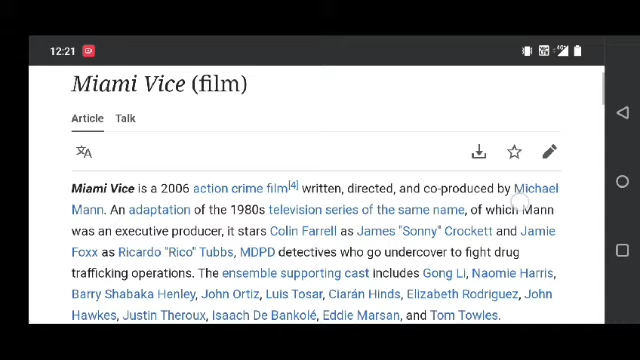 12:21
Miami Vice (film)
Article Talk
Miami Vice is a 2006 action crime film[4] written, directed, and co-produced by Michael
Mann. An adaptation of the 1980s television series of the same name, of which Mann
was an executive producer, it stars Colin Farrell as James "Sonny" Crockett and Jamie
Foxx as Ricardo "Rico" Tubbs, MDPD detectives who go undercover to fight drug
trafficking operations. The ensemble supporting cast includes Gong Li, Naomie Harris,
Barry Shabaka Henley, John Ortiz, Luis Tosar, Ciarán Hinds, Elizabeth Rodriguez, John
Hawkes, Justin Theroux, Isaach De Bankolé, Eddie Marsan, and Tom Towles.